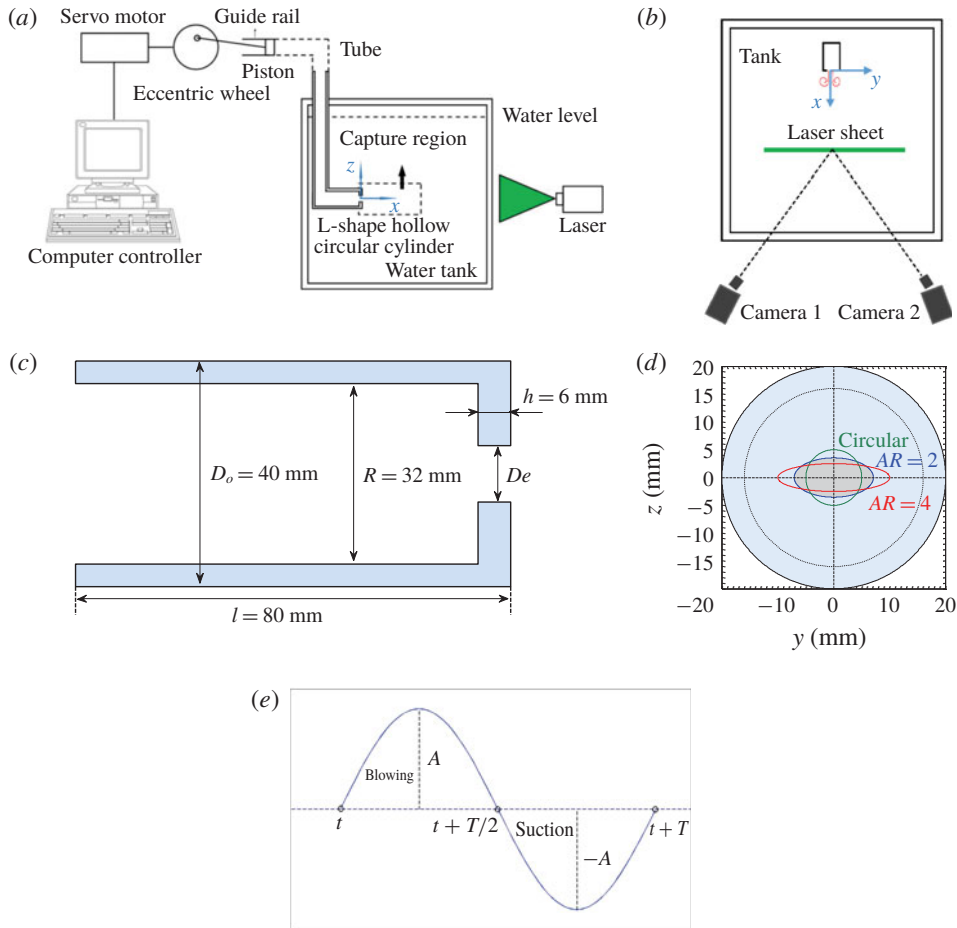 (a)
Servo motor
Guide rail
Piston
Tube
Eccentric wheel
Water level
Capture region
z
x
L-shape hollow
circular cylinder
Water tank
Laser
Computer controller
(b)
Tank
y
x
Laser sheet
Camera 1
Camera 2
(c)
h = 6 mm
D_o = 40 mm
R = 32 mm
De
l = 80 mm
(d)
20
15
10
5
0
−5
−10
−15
−20
z (mm)
Circular
AR = 2
AR = 4
−20
−10
0
10
20
y (mm)
(e)
Blowing
A
t
t + T/2
Suction
t + T
−A